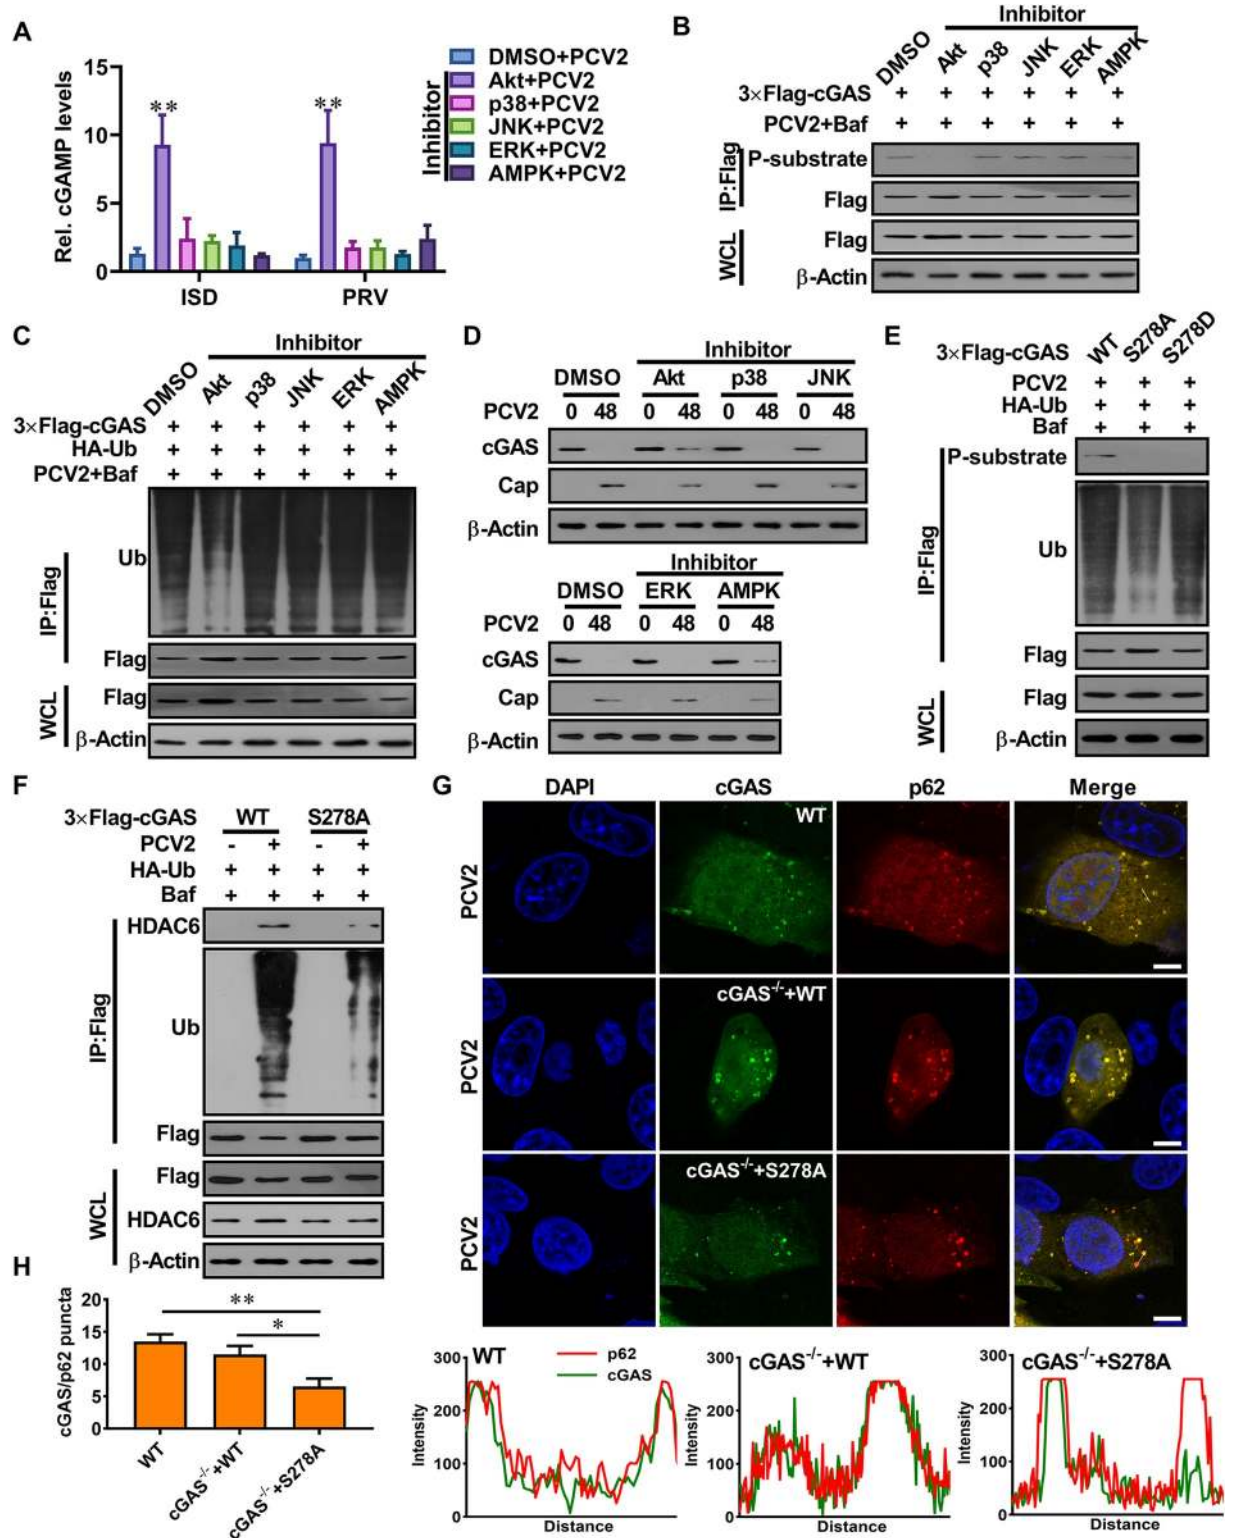 A
15
10
5
0
Rel. cGAMP levels
** **
ISD PRV
Inhibitor
DMSO+PCV2
Akt+PCV2
p38+PCV2
JNK+PCV2
ERK+PCV2
AMPK+PCV2
B
Inhibitor
DMSO Akt p38 JNK ERK AMPK
3×Flag-cGAS + + + + + +
PCV2+Baf + + + + + +
IP:Flag
P-substrate
Flag
WCL
Flag
β-Actin
C
Inhibitor
DMSO Akt p38 JNK ERK AMPK
3×Flag-cGAS + + + + + +
HA-Ub + + + + + +
PCV2+Baf + + + + + +
IP:Flag
Ub
Flag
WCL
Flag
β-Actin
D
Inhibitor
DMSO Akt p38 JNK
PCV2 0 48 0 48 0 48 0 48
cGAS
Cap
β-Actin
Inhibitor
DMSO ERK AMPK
PCV2 0 48 0 48 0 48
cGAS
Cap
β-Actin
E
3×Flag-cGAS WT S278A S278D
PCV2 + + +
HA-Ub + + +
Baf + + +
IP:Flag
P-substrate
Ub
Flag
WCL
Flag
β-Actin
F
3×Flag-cGAS WT S278A
PCV2 - + - +
HA-Ub + + + +
Baf + + + +
IP:Flag
HDAC6
Ub
Flag
WCL
Flag
HDAC6
β-Actin
G
DAPI cGAS p62 Merge
PCV2
WT
PCV2
cGAS-/-+WT
PCV2
cGAS-/-+S278A
WT
p62
cGAS
300
200
100
0
Intensity
Distance
cGAS-/-+WT
300
200
100
0
Intensity
Distance
cGAS-/-+S278A
300
200
100
0
Intensity
Distance
H
20
15
10
5
0
cGAS/p62 puncta
**
*
WT
cGAS-/-+WT
cGAS-/-+S278A